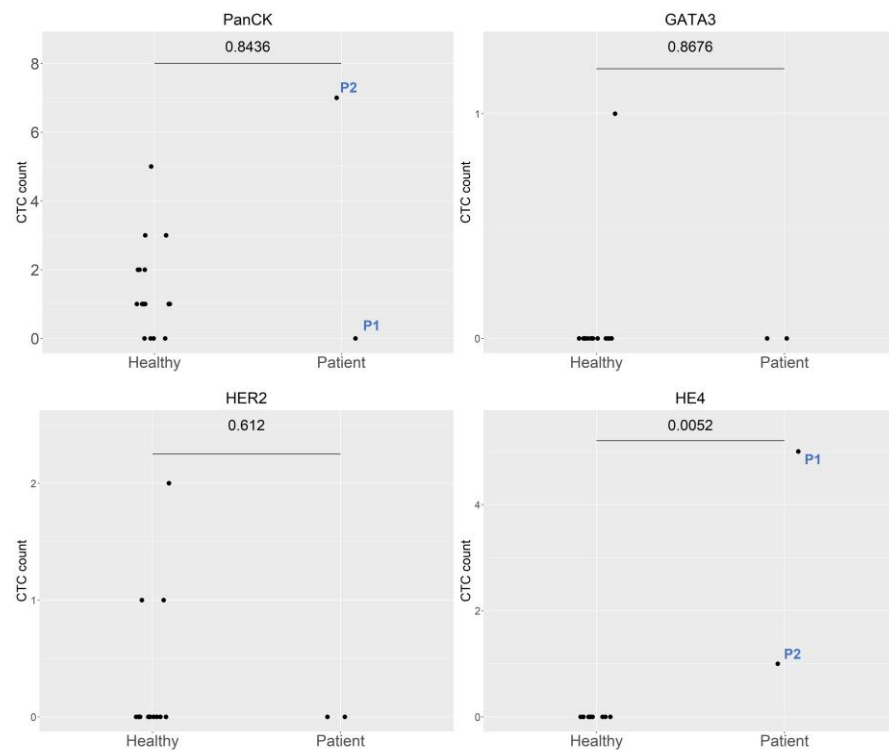 PanCK
0.8436
8
P2
6
CTC count
4
2
P1
0
Healthy
Patient
GATA3
0.8676
1
CTC count
0
Healthy
Patient
HER2
0.612
2
CTC count
1
0
Healthy
Patient
HE4
0.0052
P1
4
CTC count
2
P2
0
Healthy
Patient